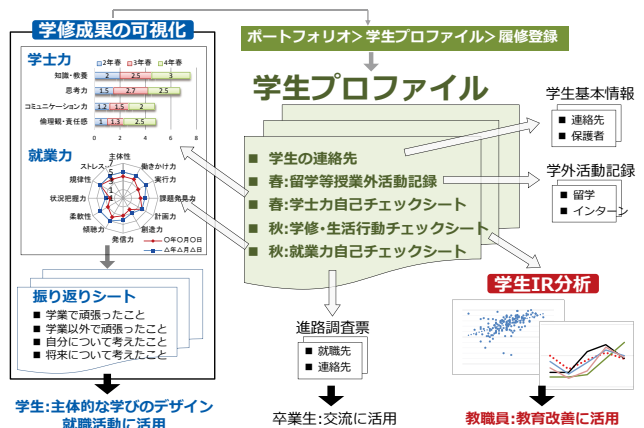 学修成果の可視化
学士力
2年春 3年春 4年春
知識・教養 2 2.5 3
思考力 1.5 2.7 2.5
コミュニケーション力 1.2 1.5 2
倫理観・責任感 1 1.3 2.5
0 2 4 6 8
就業力
主体性
働きかけ力
実行力
課題発見力
計画力
創造力
発信力
傾聴力
柔軟性
状況把握力
規律性
ストレス
〇年〇月〇日
△年△月△日
振り返りシート
■ 学業で頑張ったこと
■ 学業以外で頑張ったこと
■ 自分について考えたこと
■ 将来について考えたこと
学生:主体的な学びのデザイン
就職活動に活用
ポートフォリオ＞学生プロファイル＞履修登録
学生プロファイル
■ 学生の連絡先
■ 春:留学等授業外活動記録
■ 春:学士力自己チェックシート
■ 秋:学修・生活行動チェックシート
■ 秋:就業力自己チェックシート
進路調査票
■ 就職先
■ 連絡先
卒業生:交流に活用
学生基本情報
■ 連絡先
■ 保護者
学外活動記録
■ 留学
■ インターン
学生IR分析
教職員:教育改善に活用